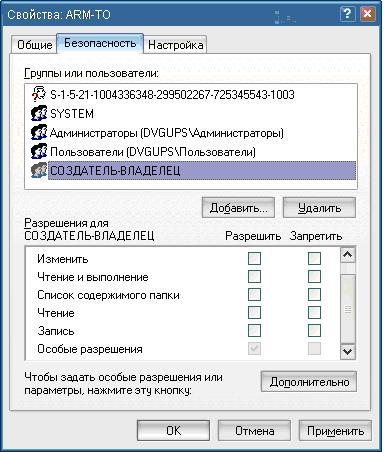 Свойства: ARM-TO
Общие Безопасность Настройка
Группы или пользователи:
S-1-5-21-1004336348-299502267-725345543-1003
SYSTEM
Администраторы (DVGUPS\Администраторы)
Пользователи (DVGUPS\Пользователи)
СОЗДАТЕЛЬ-ВЛАДЕЛЕЦ
Добавить... Удалить
Разрешения для
СОЗДАТЕЛЬ-ВЛАДЕЛЕЦ Разрешить Запретить
Изменить
Чтение и выполнение
Список содержимого папки
Чтение
Запись
Особые разрешения
Чтобы задать особые разрешения или
параметры, нажмите эту кнопку: Дополнительно
OK Отмена Применить